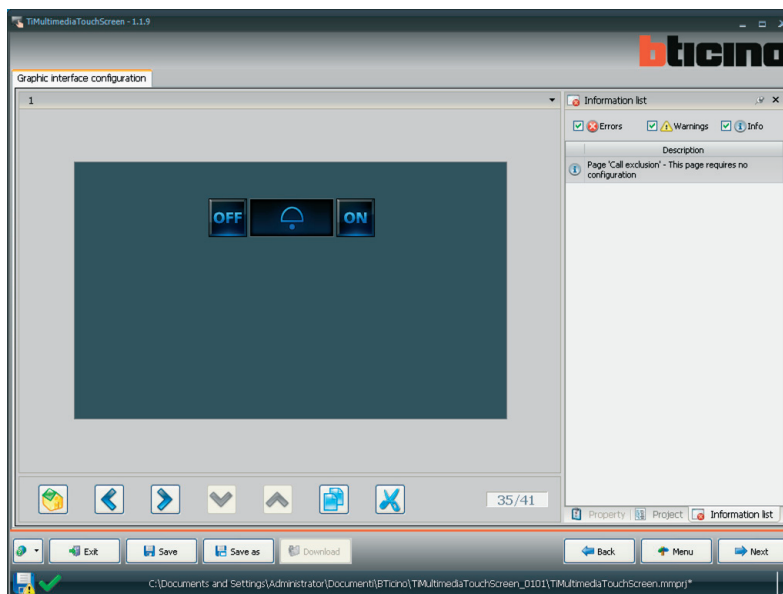 TiMultimediaTouchScreen - 1.1.9
bticino
Graphic interface configuration
1
Information list
Errors
Warnings
Info
Description
Page 'Call exclusion' - This page requires no
configuration
OFF
ON
35/41
Property
Project
Information list
Exit
Save
Save as
Download
Back
Menu
Next
C:\Documents and Settings\Administrator\Documenti\BTicino\TiMultimediaTouchScreen_0101\TiMultimediaTouchScreen.mmprj*